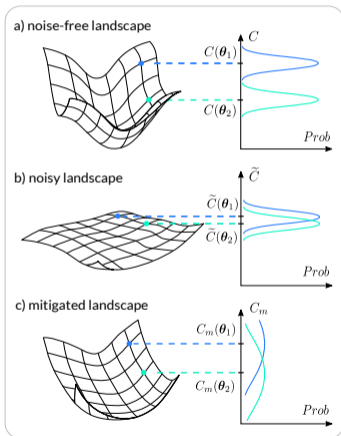 a) noise-free landscape
C
C(θ₁)
C(θ₂)
Prob
b) noisy landscape
C̃
C̃(θ₁)
C̃(θ₂)
Prob
c) mitigated landscape
Cₘ
Cₘ(θ₁)
Cₘ(θ₂)
Prob